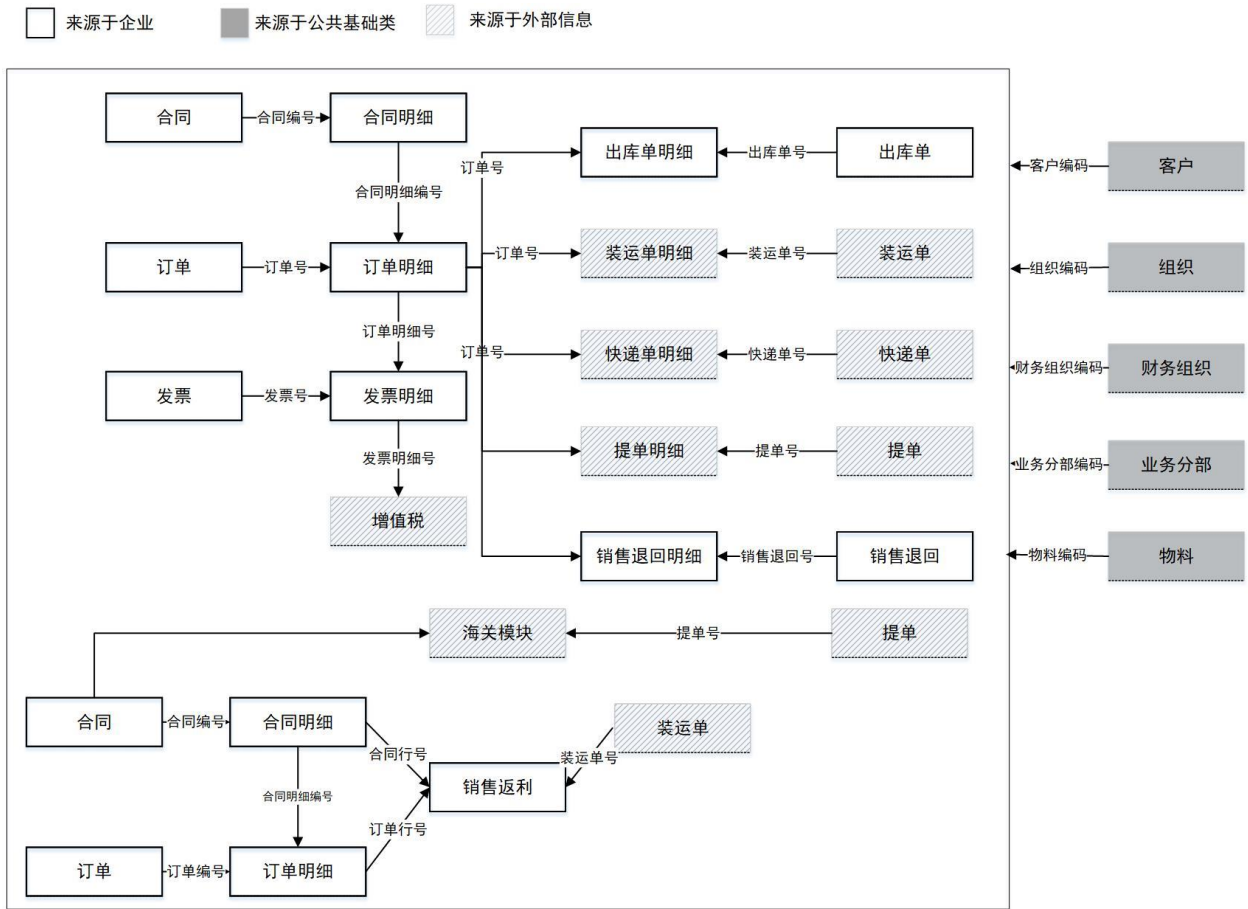 来源于企业
来源于公共基础类
来源于外部信息
合同
合同编号
合同明细
出库单明细
出库单号
出库单
客户编码
客户
订单号
合同明细编号
订单
订单号
订单明细
订单号
装运单明细
装运单号
装运单
组织编码
组织
订单明细号
订单号
快递单明细
快递单号
快递单
财务组织编码
财务组织
发票
发票号
发票明细
发票明细号
提单明细
提单号
提单
业务分部编码
业务分部
增值税
销售退回明细
销售退回号
销售退回
物料编码
物料
海关模块
提单号
提单
合同
合同编号
合同明细
装运单
合同行号
装运单号
合同明细编号
销售返利
订单行号
订单
订单编号
订单明细